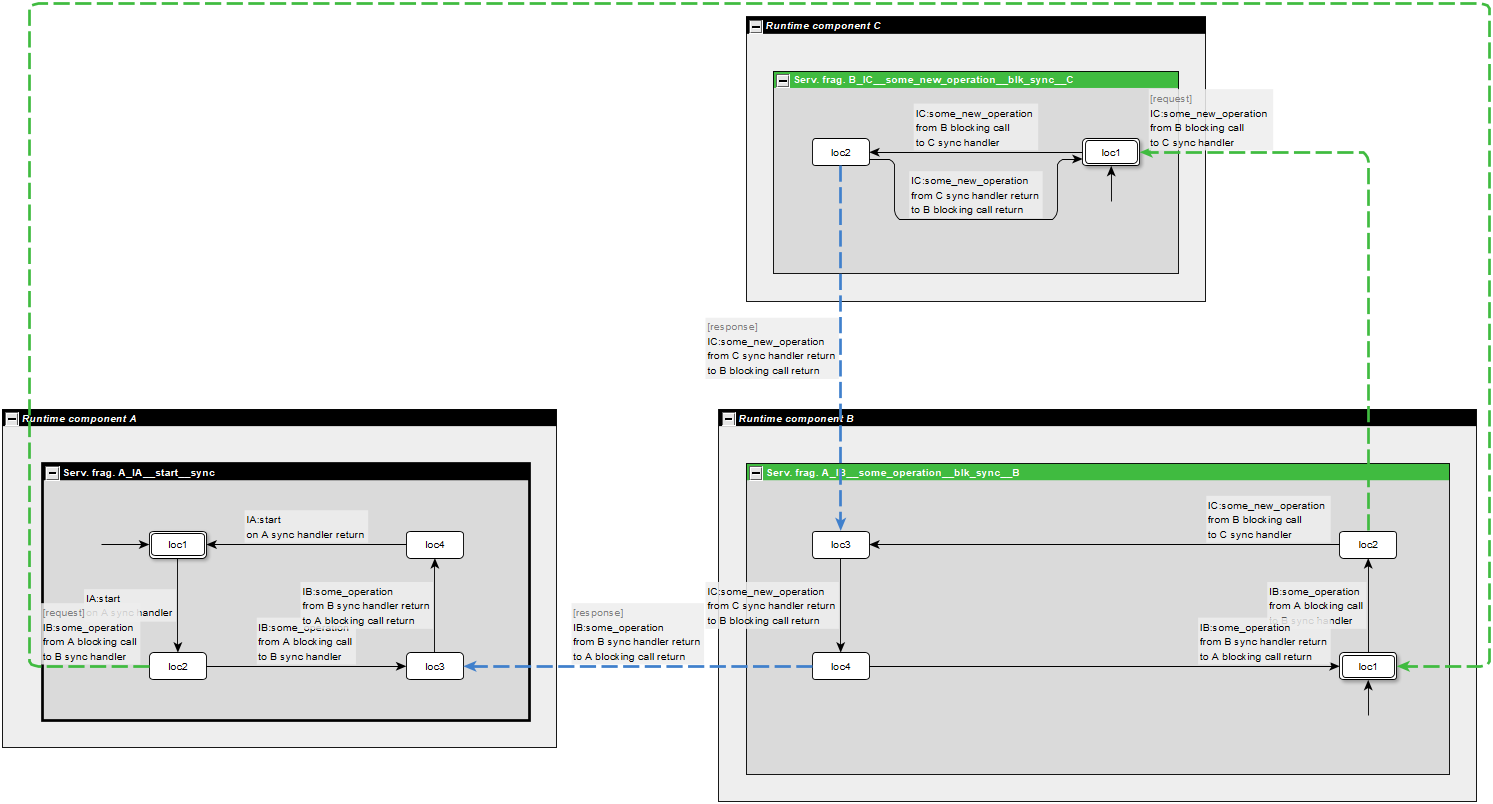 Runtime component C
Serv. frag. B_IC__some_new_operation__blk_sync__C
[request]
IC:some_new_operation
from B blocking call
to C sync handler
IC:some_new_operation
from B blocking call
to C sync handler
loc2
loc1
IC:some_new_operation
from C sync handler return
to B blocking call return
[response]
IC:some_new_operation
from C sync handler return
to B blocking call return
Runtime component A
Serv. frag. A_IA__start__sync
IA:start
on A sync handler return
loc1
loc4
IA:start
on A sync handler
[request]
IB:some_operation
from A blocking call
to B sync handler
IB:some_operation
from B sync handler return
to A blocking call return
IB:some_operation
from A blocking call
to B sync handler
loc2
loc3
[response]
IB:some_operation
from B sync handler return
to A blocking call return
Runtime component B
Serv. frag. A_IB__some_operation__blk_sync__B
IC:some_new_operation
from B blocking call
to C sync handler
loc3
loc2
IC:some_new_operation
from C sync handler return
to B blocking call return
IB:some_operation
from A blocking call
to B sync handler
IB:some_operation
from B sync handler return
to A blocking call return
loc4
loc1